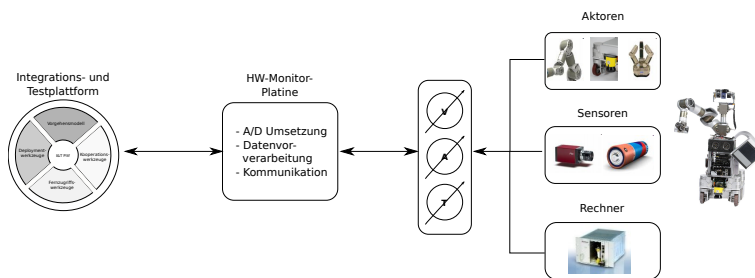 Integrations- und
Testplattform
Vorgehensmodell
Deployment-
werkzeuge
I&T PW
Kooperations-
werkzeuge
Fernzugriffs-
werkzeuge
HW-Monitor-
Platine
- A/D Umsetzung
- Datenvor-
verarbeitung
- Kommunikation
V
A
T
Aktoren
Sensoren
Rechner